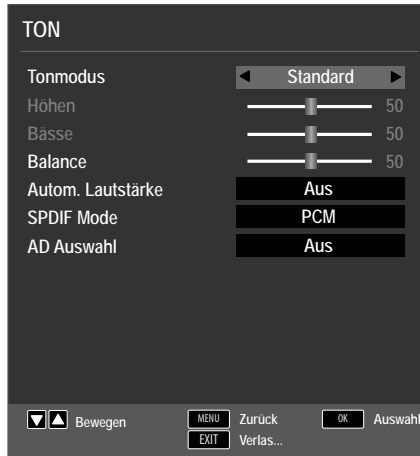 TON
Tonmodus Standard
Höhen 50
Bässe 50
Balance 50
Autom. Lautstärke Aus
SPDIF Mode PCM
AD Auswahl Aus
Bewegen MENU Zurück OK Auswahl
EXIT Verlas...